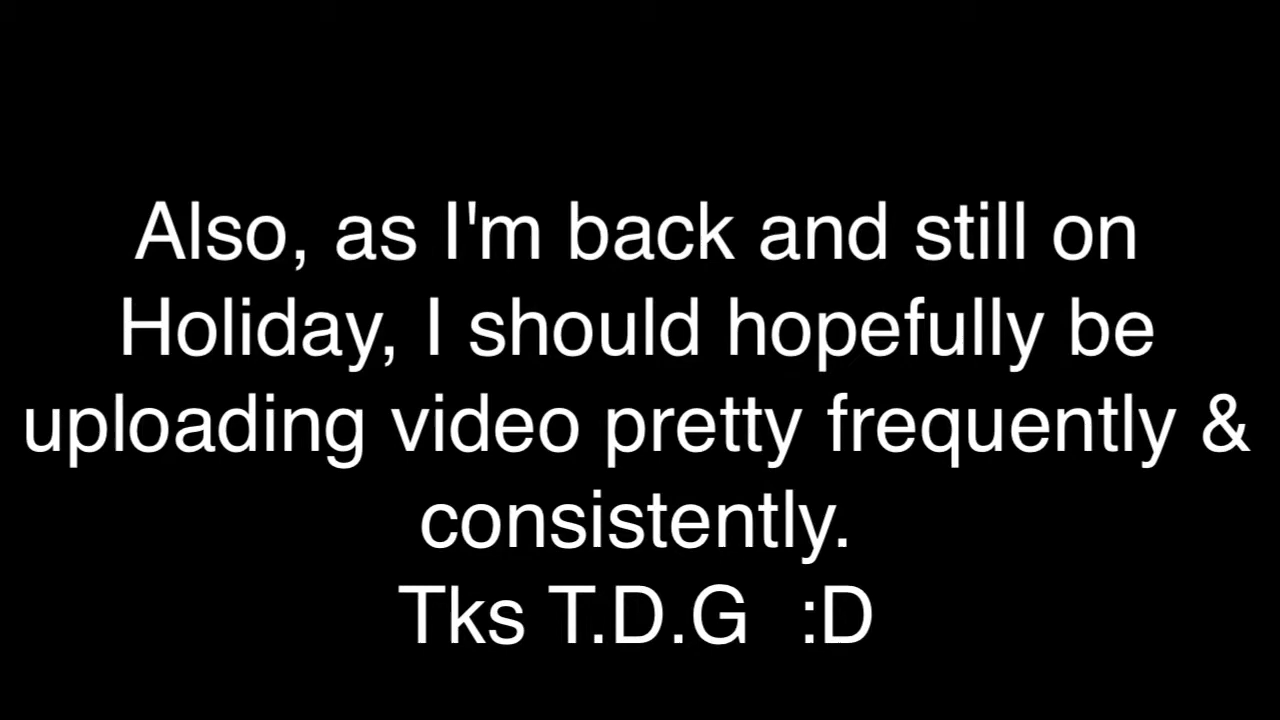 Also, as I'm back and still on
Holiday, I should hopefully be
uploading video pretty frequently &
consistently.
Tks T.D.G :D